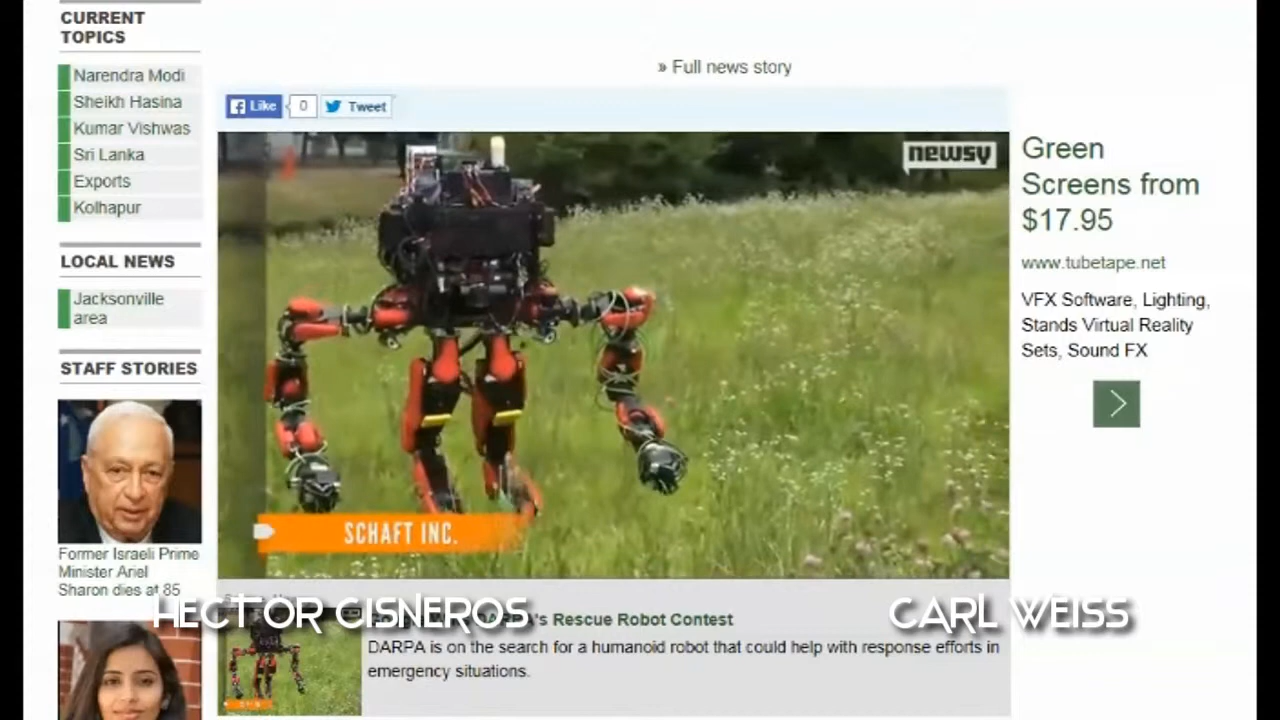 CURRENT
TOPICS
Narendra Modi
Sheikh Hasina
Kumar Vishwas
Sri Lanka
Exports
Kolhapur
LOCAL NEWS
Jacksonville
area
STAFF STORIES
Former Israeli Prime
Minister Ariel
Sharon dies at 85
» Full news story
Like 0 Tweet
newsy
SCHAFT INC.
DARPA's Rescue Robot Contest
DARPA is on the search for a humanoid robot that could help with response efforts in
emergency situations.
Green
Screens from
$17.95
www.tubetape.net
VFX Software, Lighting,
Stands Virtual Reality
Sets, Sound FX
HECTOR CISNEROS
CARL WEISS